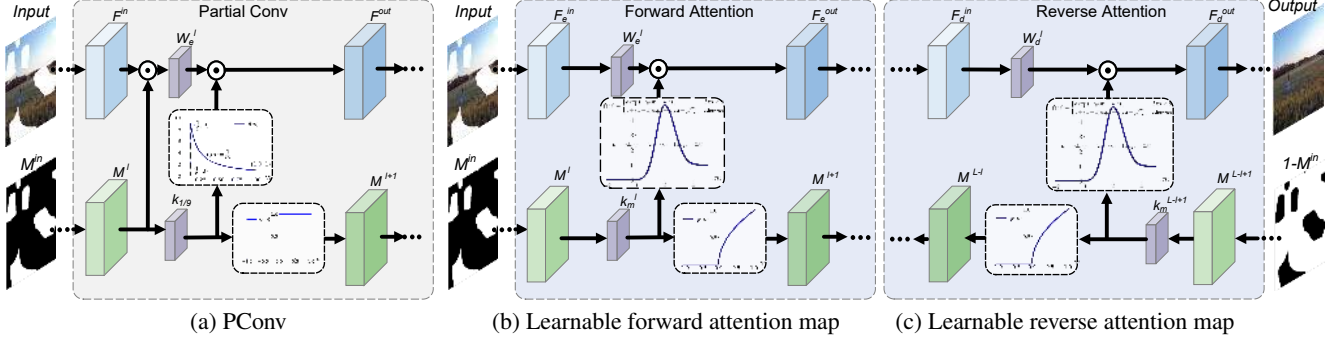 Input
Partial Conv
F^in
W_e^l
F^out
M^in
M^l
k_1/9
M^l+1
(a) PConv
Input
Forward Attention
F_e^in
W_e^l
F_e^out
M^in
M^l
k_m^l
M^l+1
(b) Learnable forward attention map
Reverse Attention
Output
F_d^in
W_d^l
F_d^out
1-M^in
M^L-l
k_m^L-l+1
M^L-l+1
(c) Learnable reverse attention map